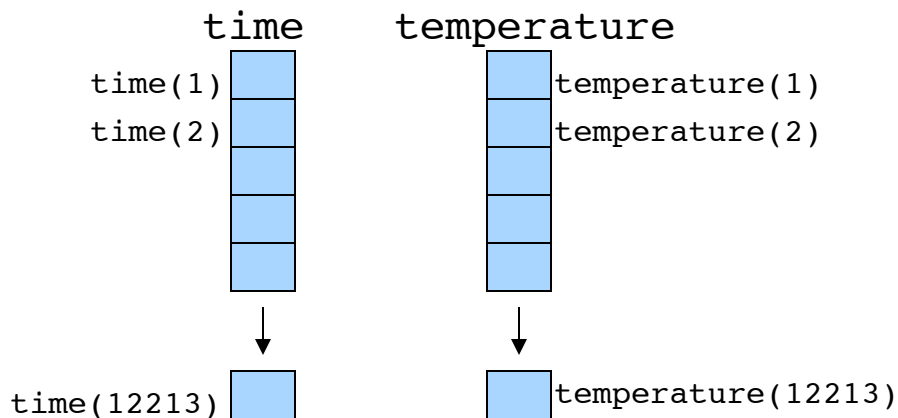 time temperature
time(1) temperature(1)
time(2) temperature(2)
time(12213) temperature(12213)